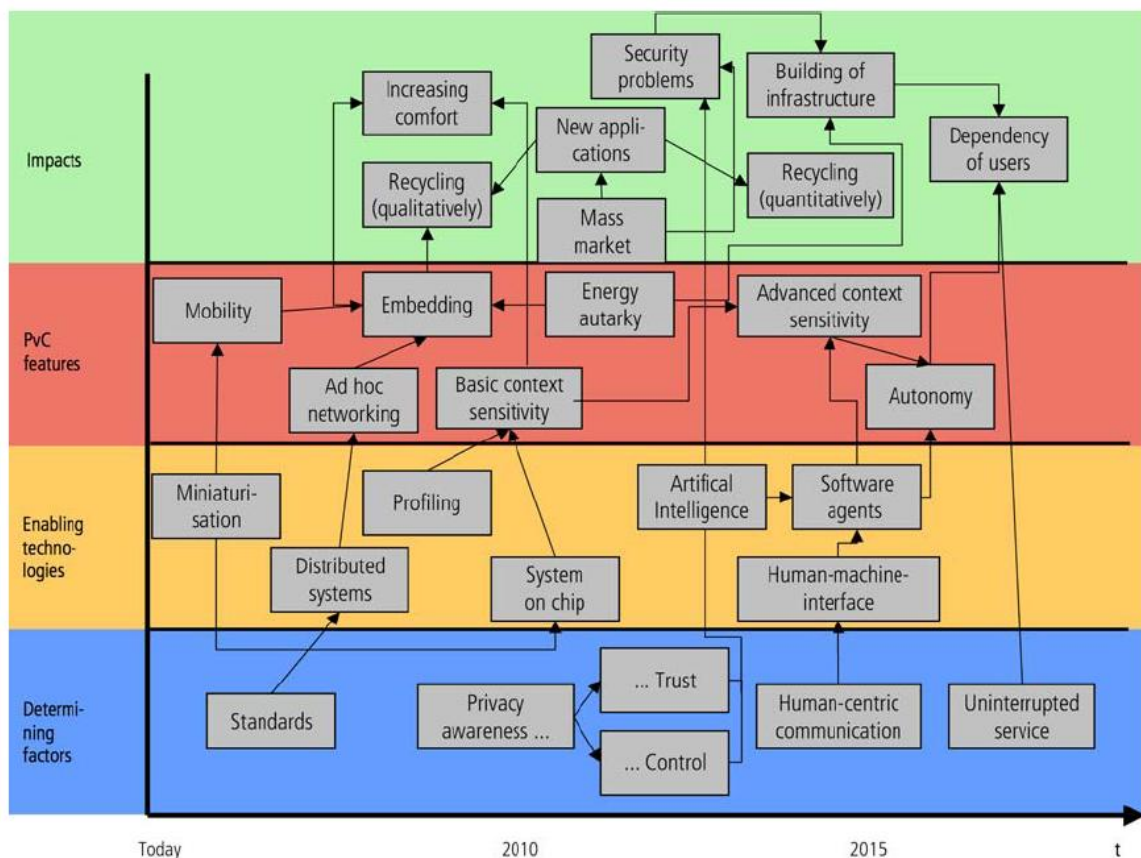 Security
problems
Building of
infrastructure
Increasing
comfort
New appli-
cations
Dependency
of users
Impacts
Recycling
(qualitatively)
Recycling
(quantitatively)
Mass
market
Mobility
Embedding
Energy
autarky
Advanced context
sensitivity
PvC
features
Ad hoc
networking
Basic context
sensitivity
Autonomy
Miniaturi-
sation
Profiling
Artifical
Intelligence
Software
agents
Enabling
techno-
logies
Distributed
systems
System
on chip
Human-machine-
interface
Determi-
ning
factors
Standards
Privacy
awareness ...
... Trust
... Control
Human-centric
communication
Uninterrupted
service
Today
2010
2015
t